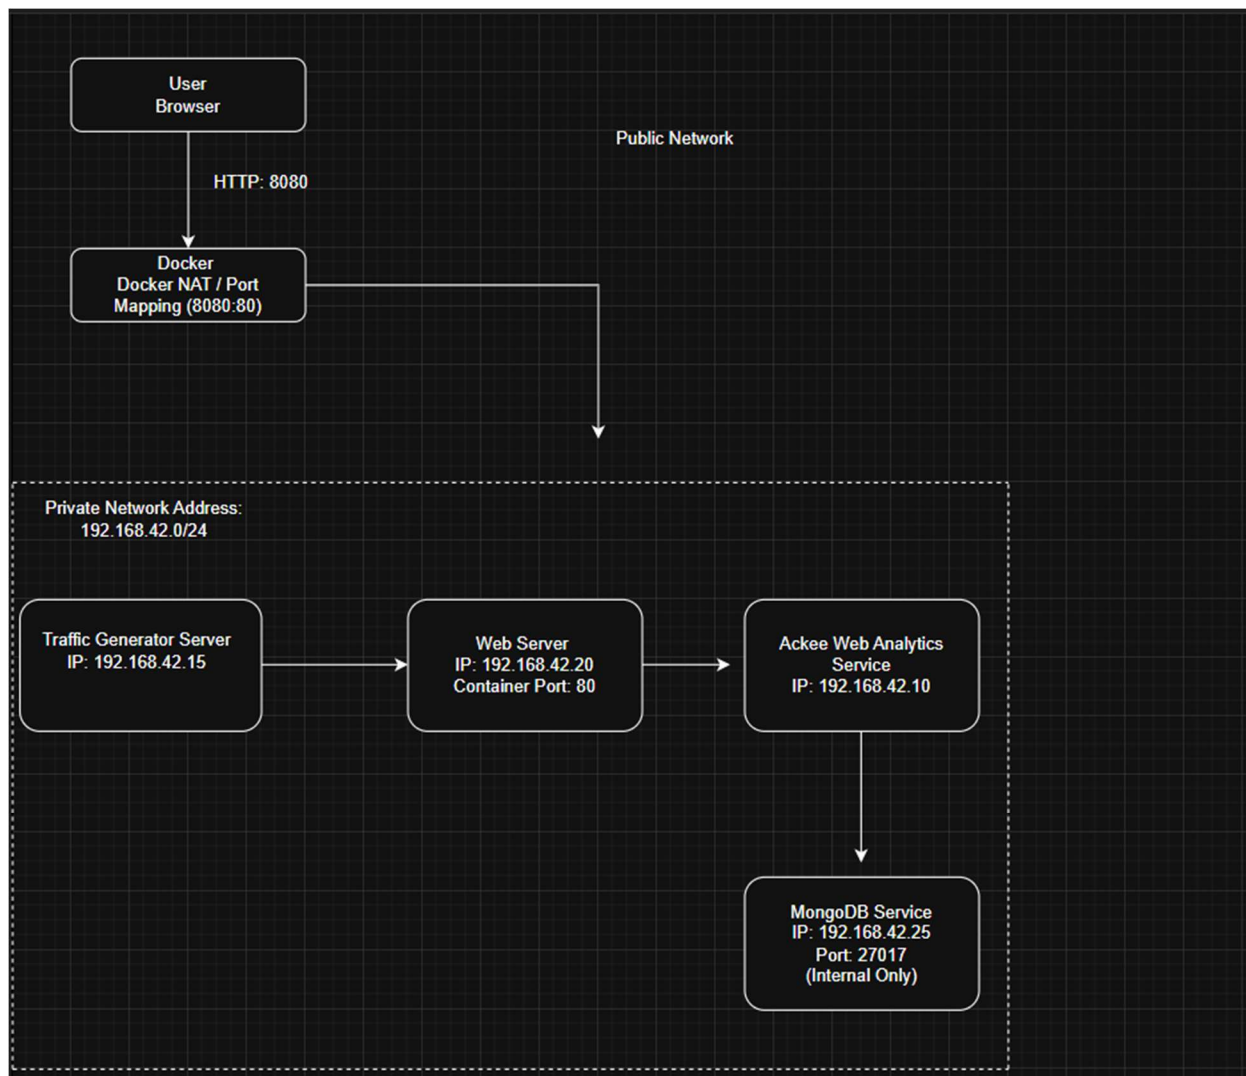 User
Browser
Public Network
HTTP: 8080
Docker
Docker NAT / Port
Mapping (8080:80)
Private Network Address:
192.168.42.0/24
Traffic Generator Server
IP: 192.168.42.15
Web Server
IP: 192.168.42.20
Container Port: 80
Ackee Web Analytics
Service
IP: 192.168.42.10
MongoDB Service
IP: 192.168.42.25
Port: 27017
(Internal Only)